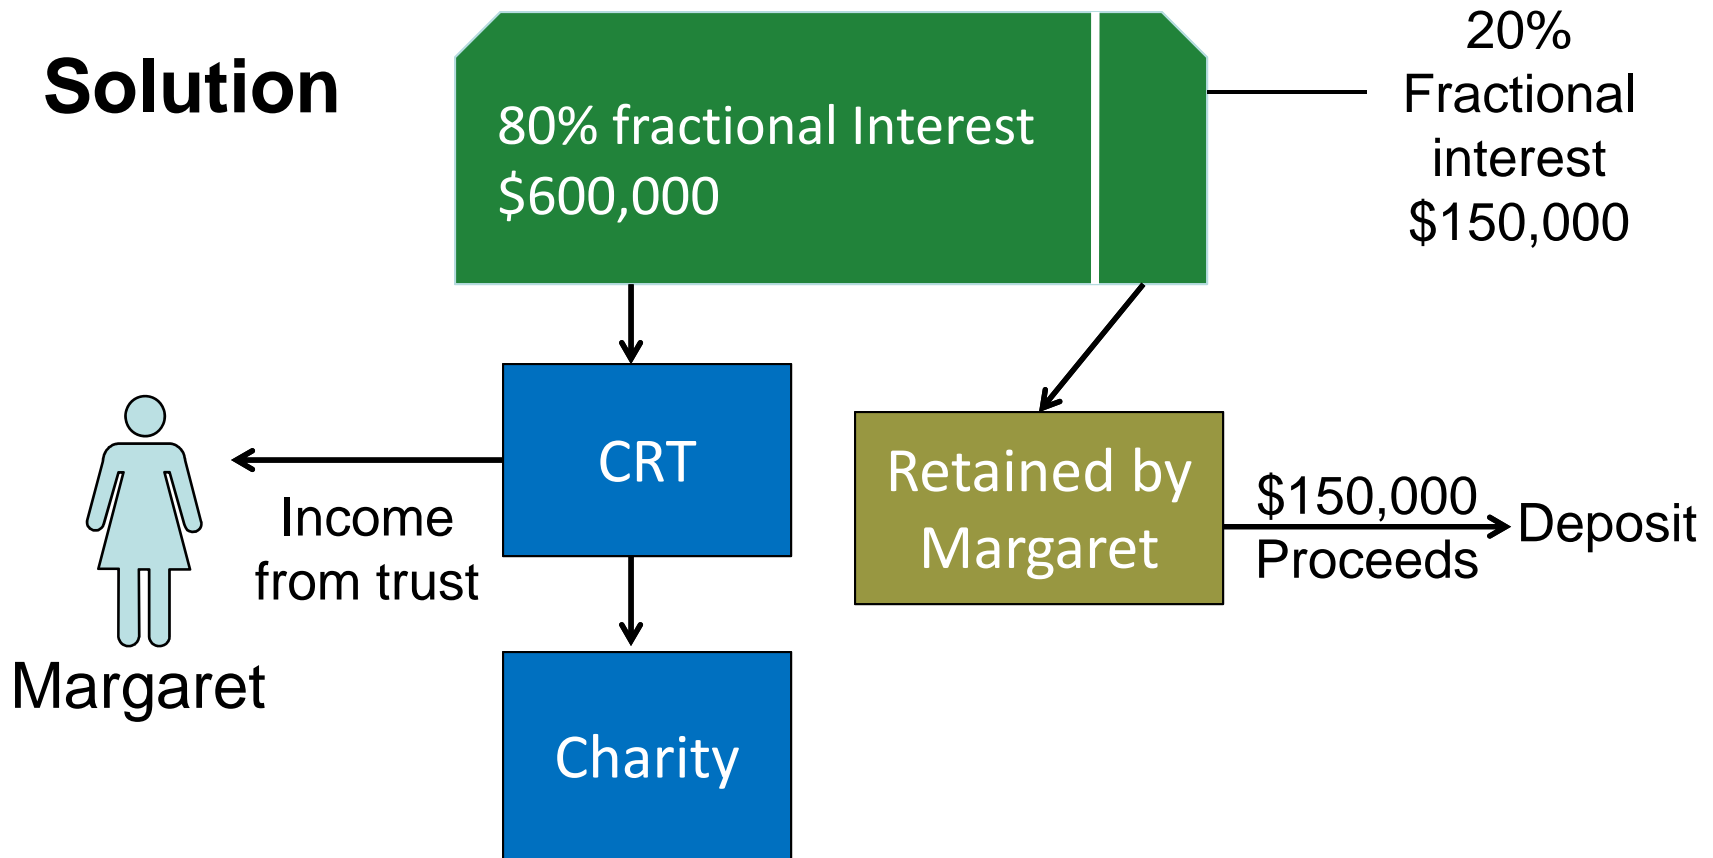 Solution
80% fractional Interest
$600,000
20%
Fractional
interest
$150,000
CRT
Income
from trust
Margaret
Retained by
Margaret
$150,000
Proceeds
Deposit
Charity